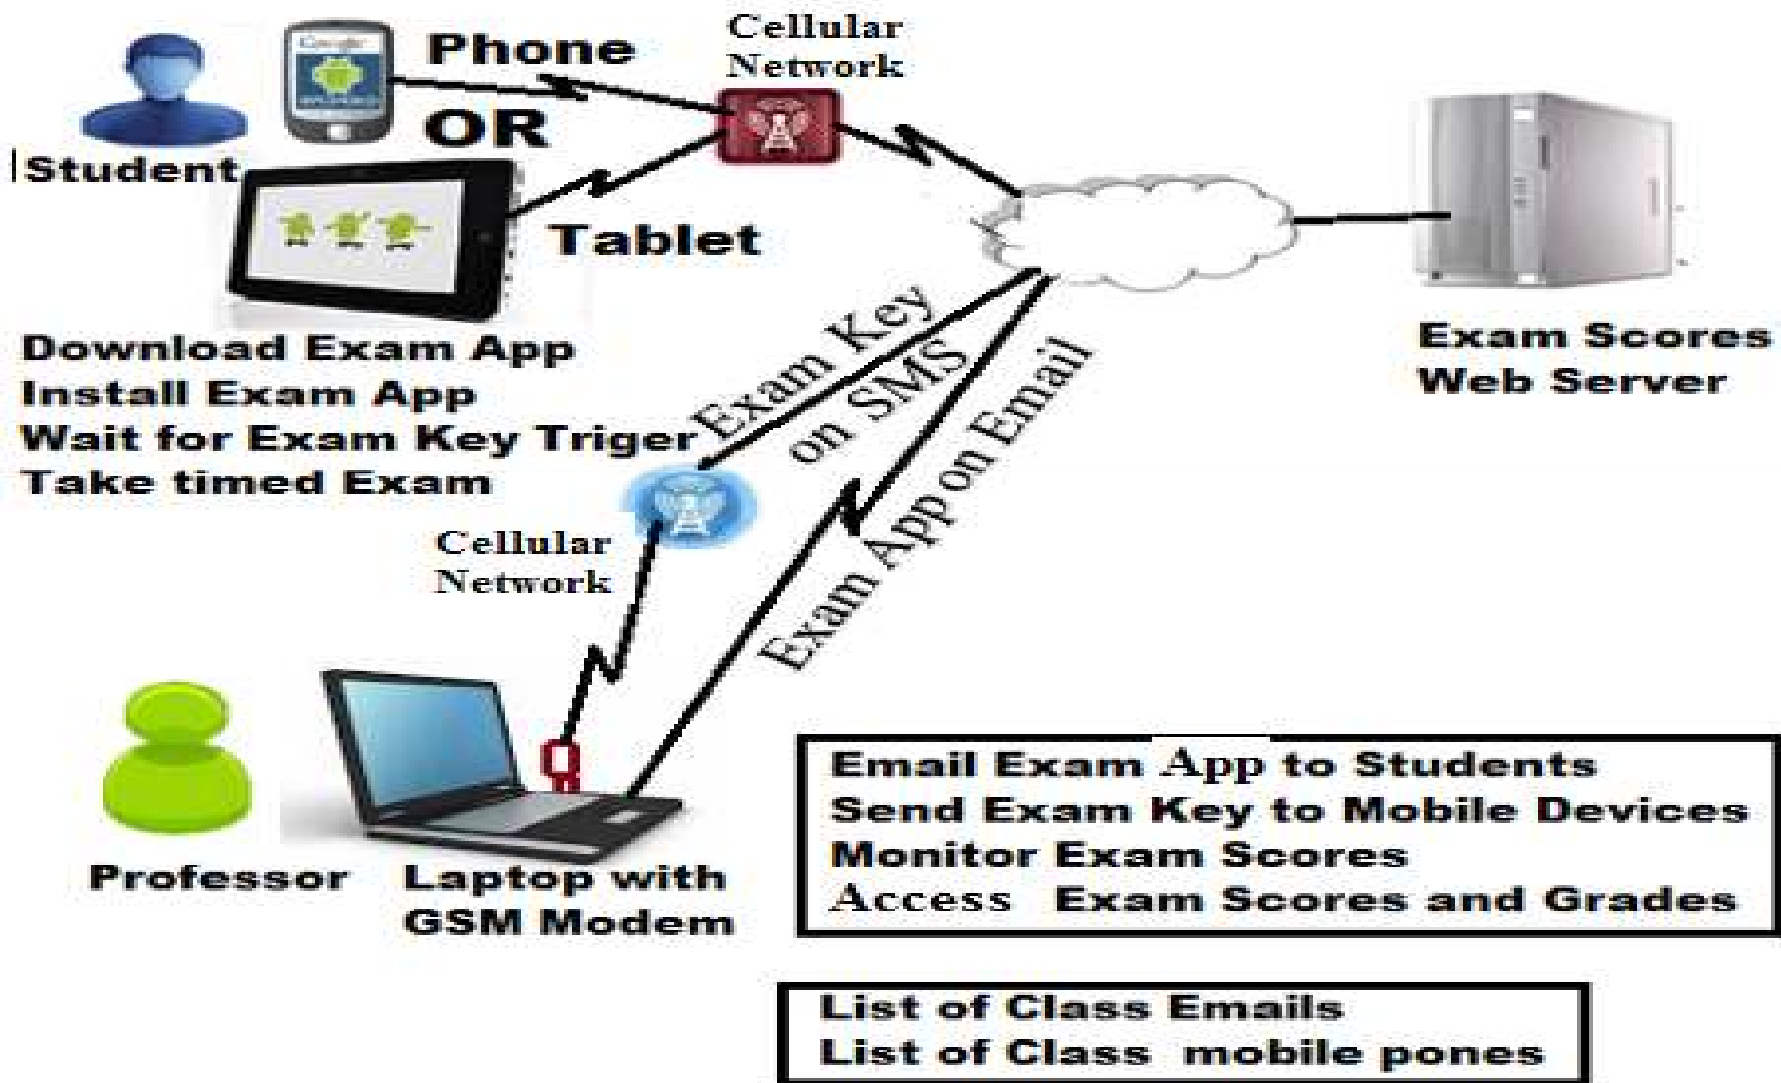 Cellular
Network
Google
Phone
OR
Student
Tablet
Download Exam App
Install Exam App
Wait for Exam Key Triger
Take timed Exam
Exam Key
on SMS
Exam App on Email
Exam Scores
Web Server
Cellular
Network
Professor
Laptop with
GSM Modem
Email Exam App to Students
Send Exam Key to Mobile Devices
Monitor Exam Scores
Access Exam Scores and Grades
List of Class Emails
List of Class mobile pones